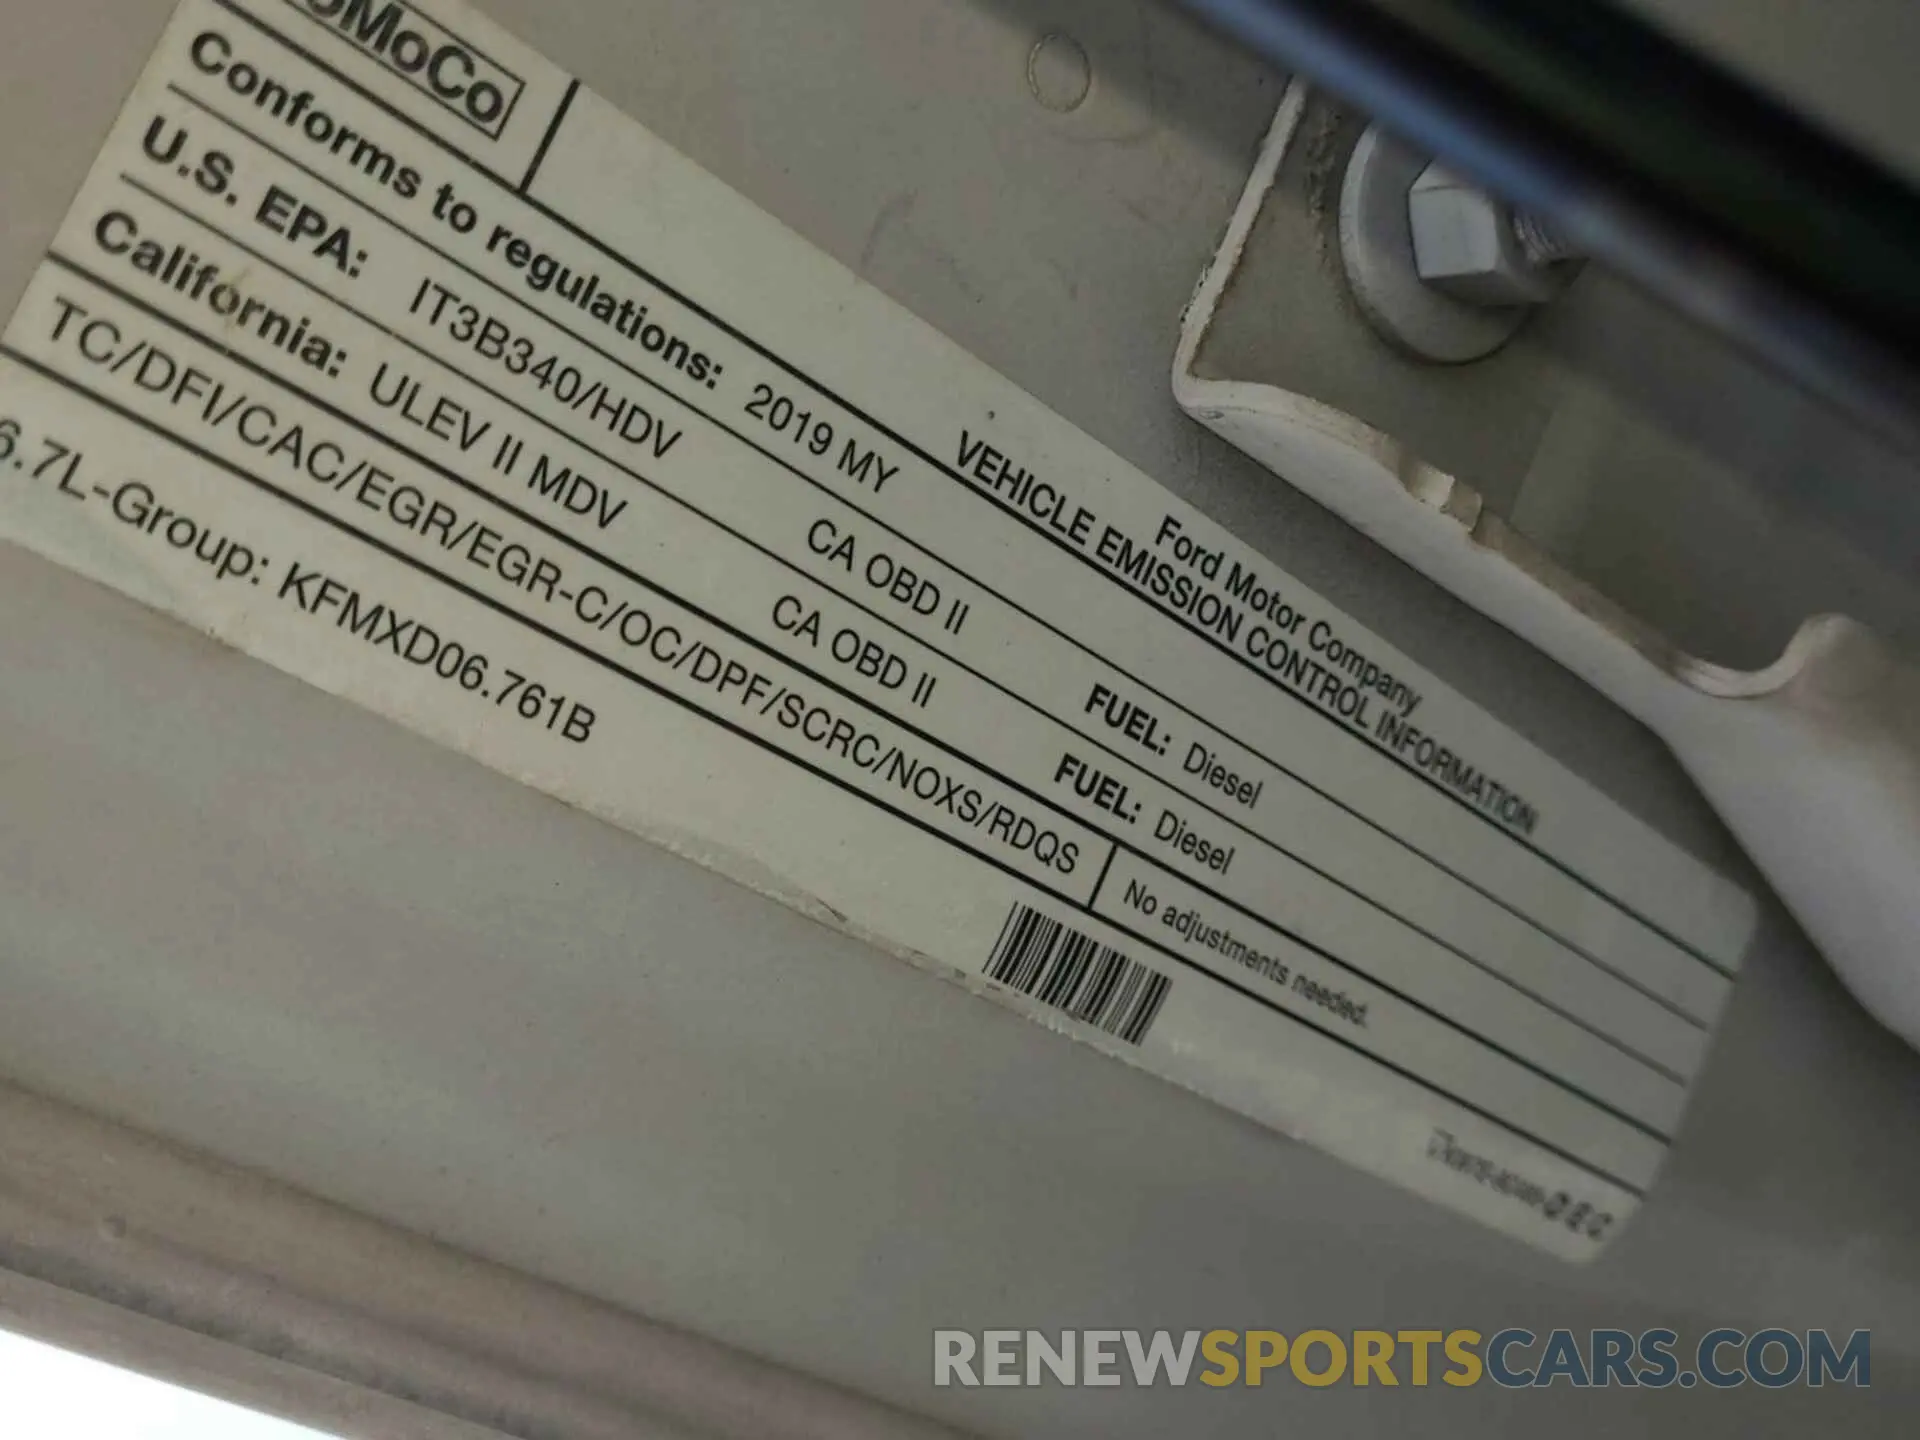 MoCo
Ford Motor Company
VEHICLE EMISSION CONTROL INFORMATION
Conforms to regulations: 2019 MY
U.S. EPA: IT3B340/HDV CA OBD II FUEL: Diesel
California: ULEV II MDV CA OBD II FUEL: Diesel
TC/DFI/CAC/EGR/EGR-C/OC/DPF/SCRC/NOXS/RDQS No adjustments needed.
6.7L-Group: KFMXD06.761B
RENEWSPORTSCARS.COM